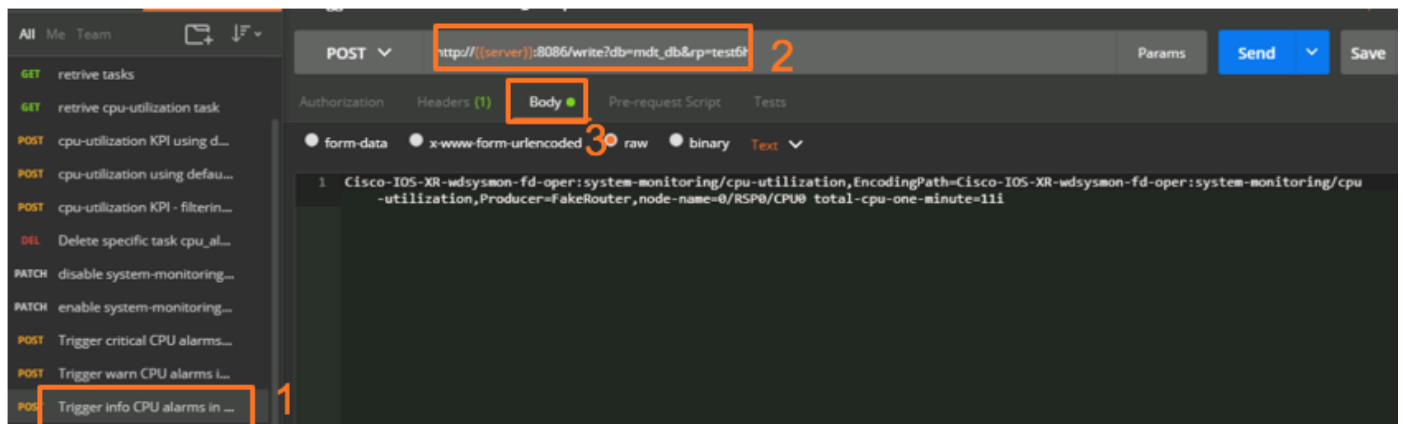 All Me Team
GET retrive tasks
GET retrive cpu-utilization task
POST cpu-utilization KPI using d...
POST cpu-utilization using defau...
POST cpu-utilization KPI - filterin...
DEL Delete specific task cpu_al...
PATCH disable system-monitoring...
PATCH enable system-monitoring...
POST Trigger critical CPU alarms...
POST Trigger warn CPU alarms i...
POST Trigger info CPU alarms in ...
1
POST http://{{server}}:8086/write?db=mdt_db&rp=test6h 2 Params Send Save
Authorization Headers (1) Body Pre-request Script Tests
3
form-data x-www-form-urlencoded raw binary Text
1 Cisco-IOS-XR-wdsysmon-fd-oper:system-monitoring/cpu-utilization,EncodingPath=Cisco-IOS-XR-wdsysmon-fd-oper:system-monitoring/cpu
-utilization,Producer=FakeRouter,node-name=0/RSP0/CPU0 total-cpu-one-minute=11i